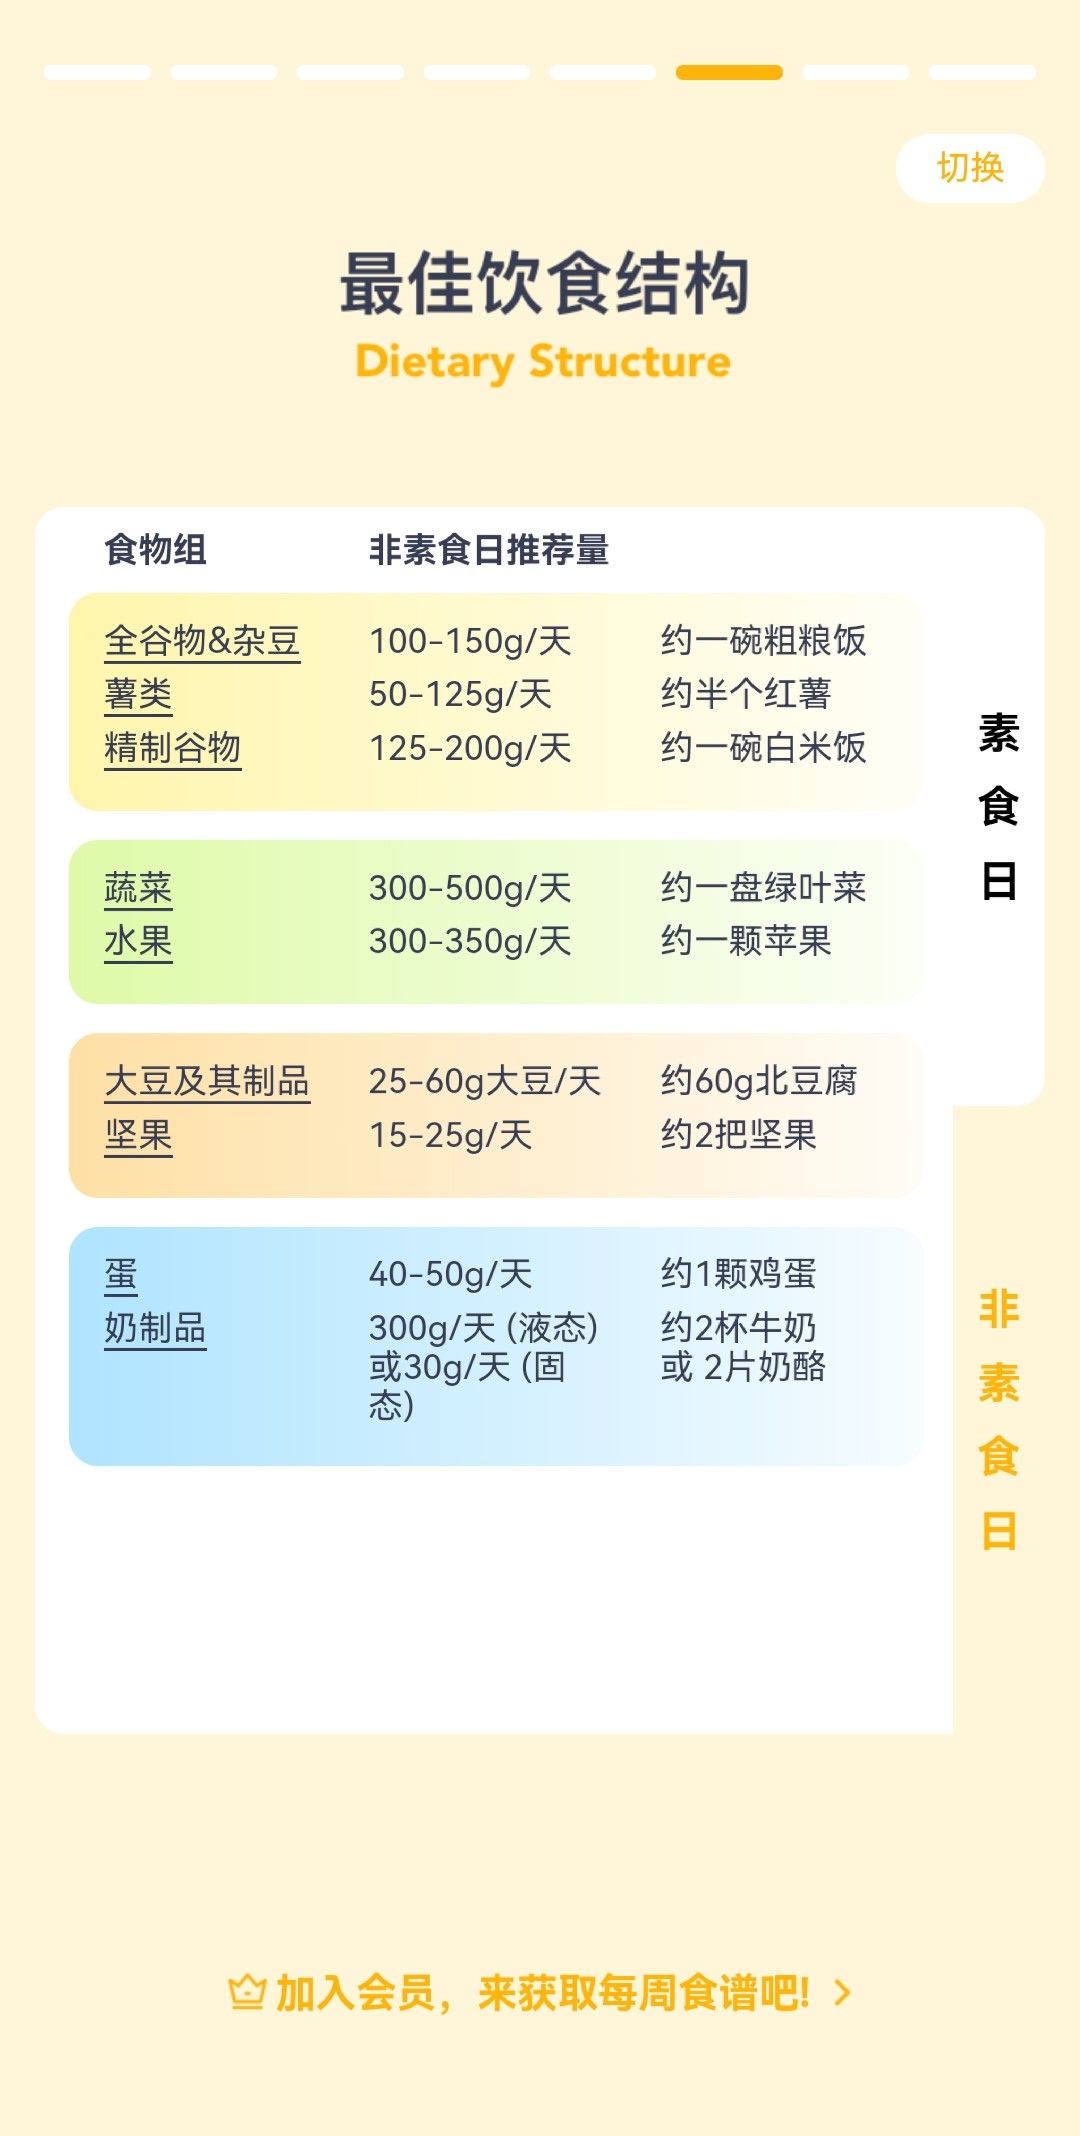 切换
最佳饮食结构
Dietary Structure
食物组 非素食日推荐量
全谷物&杂豆 100-150g/天 约一碗粗粮饭
薯类 50-125g/天 约半个红薯
精制谷物 125-200g/天 约一碗白米饭
蔬菜 300-500g/天 约一盘绿叶菜
水果 300-350g/天 约一颗苹果
大豆及其制品 25-60g大豆/天 约60g北豆腐
坚果 15-25g/天 约2把坚果
蛋 40-50g/天 约1颗鸡蛋
奶制品 300g/天 (液态) 约2杯牛奶
或30g/天 (固 或 2片奶酪
态)
素
食
日
非
素
食
日
加入会员，来获取每周食谱吧!